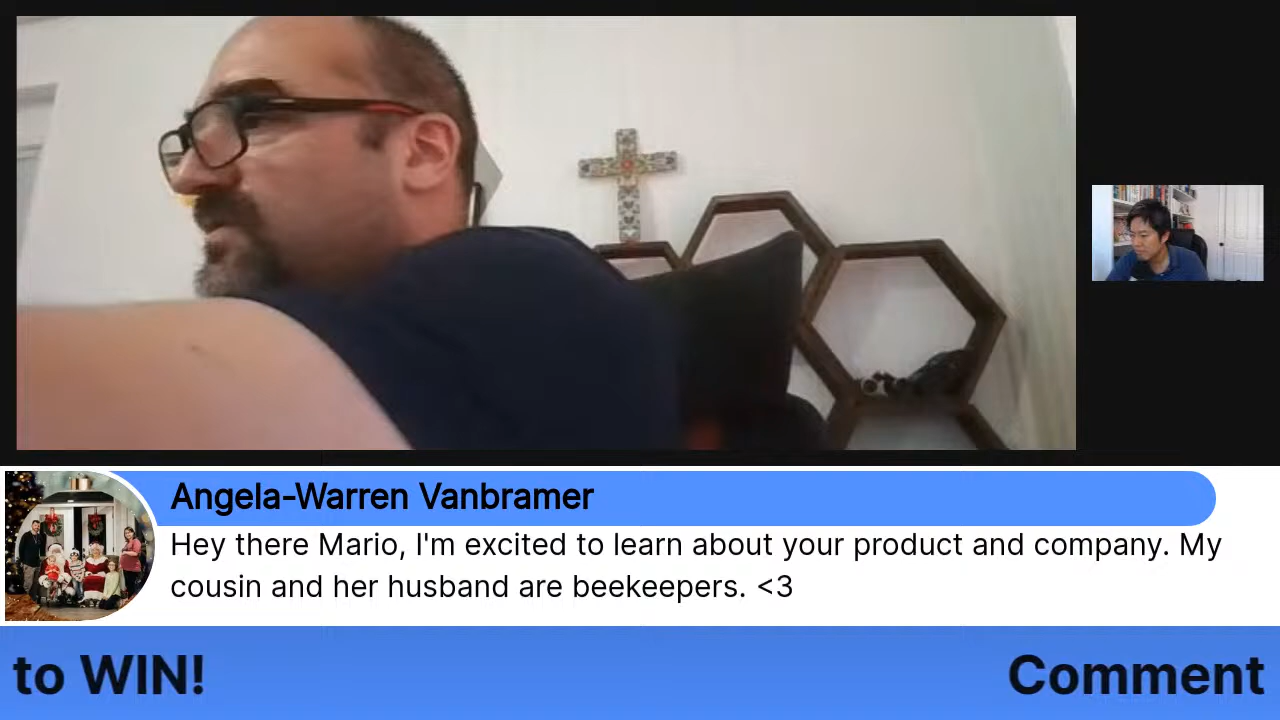 Angela-Warren Vanbramer
Hey there Mario, I'm excited to learn about your product and company. My
cousin and her husband are beekeepers. <3
to WIN! Comment